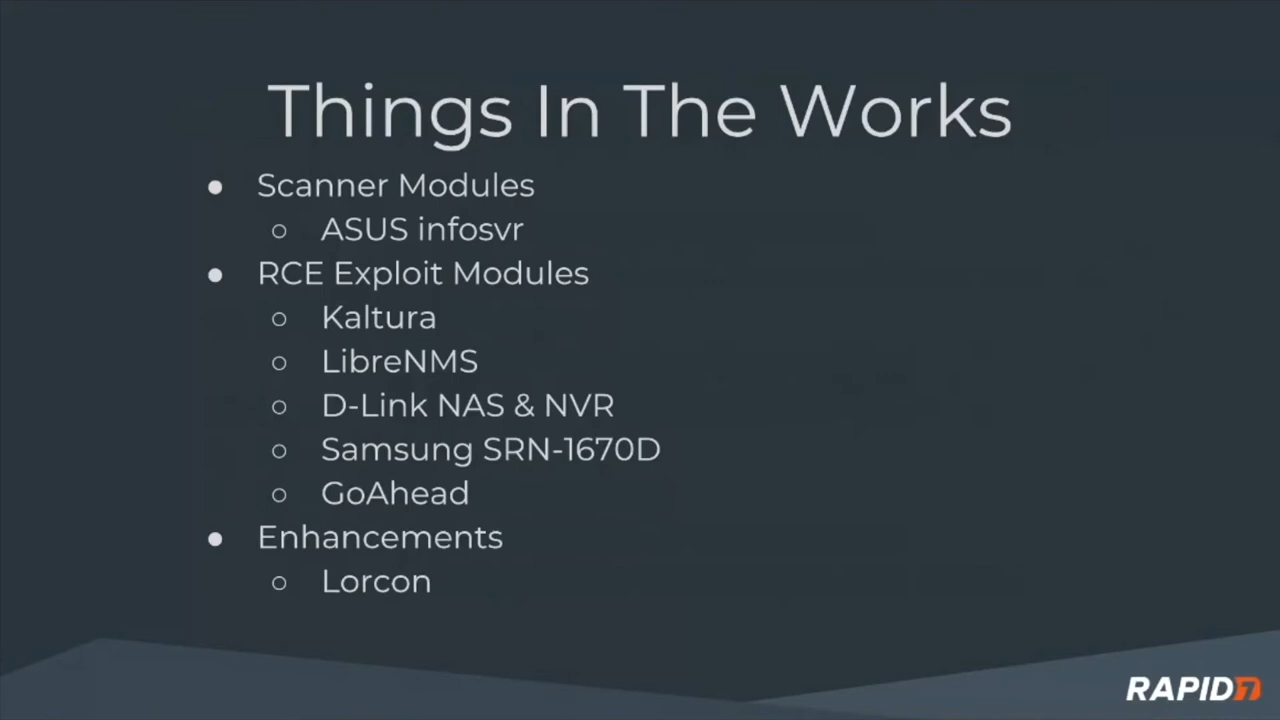 Things In The Works
● Scanner Modules
○ ASUS infosvr
● RCE Exploit Modules
○ Kaltura
○ LibreNMS
○ D-Link NAS & NVR
○ Samsung SRN-1670D
○ GoAhead
● Enhancements
○ Lorcon
RAPID7